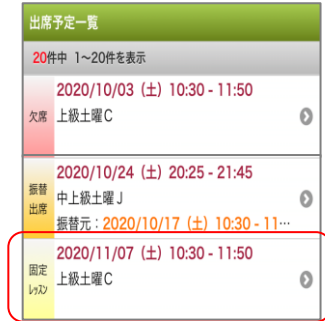 出席予定一覧
20件中 1~20件を表示
欠席
2020/10/03（土）10:30 - 11:50
上級土曜C
振替
出席
2020/10/24（土）20:25 - 21:45
中上級土曜J
振替元：2020/10/17（土）10:30 - 11…
固定
ﾚｯｽﾝ
2020/11/07（土）10:30 - 11:50
上級土曜C